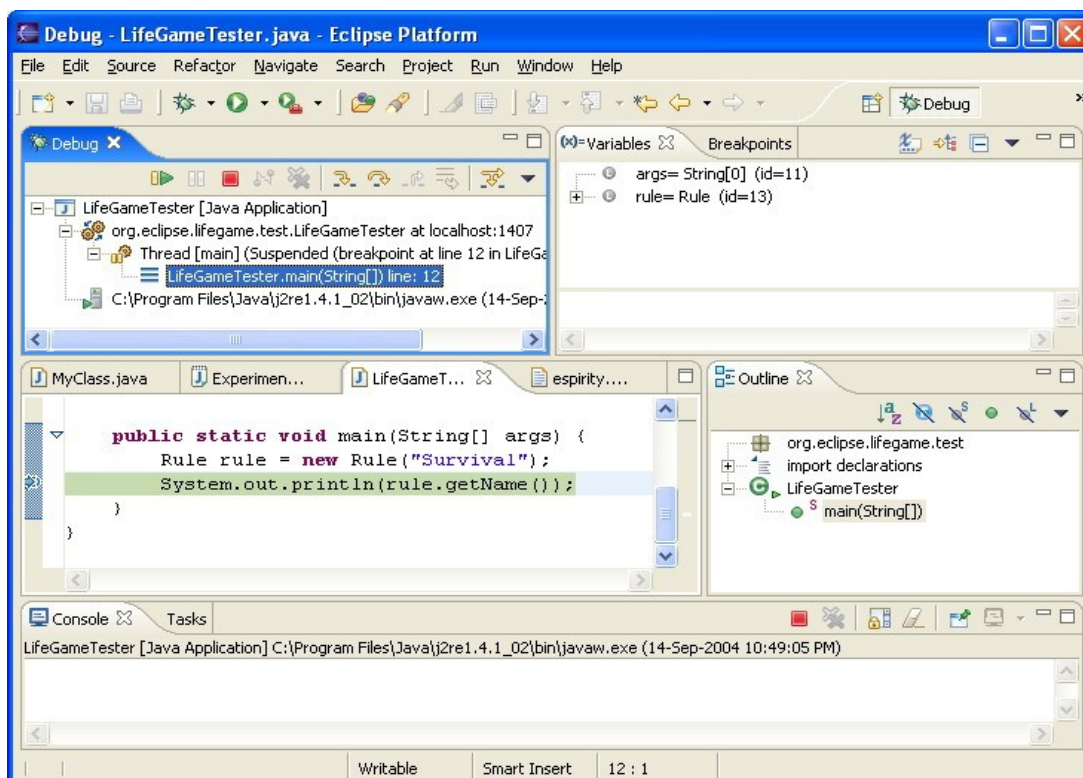 Debug - LifeGameTester.java - Eclipse Platform
File Edit Source Refactor Navigate Search Project Run Window Help
Debug
Debug
LifeGameTester [Java Application]
org.eclipse.lifegame.test.LifeGameTester at localhost:1407
Thread [main] (Suspended (breakpoint at line 12 in LifeGa
LifeGameTester.main(String[]) line: 12
C:\Program Files\Java\j2re1.4.1_02\bin\javaw.exe (14-Sep-
(x)= Variables Breakpoints
args= String[0] (id=11)
rule= Rule (id=13)
MyClass.java Experimen... LifeGameT... espirity....
public static void main(String[] args) {
Rule rule = new Rule("Survival");
System.out.println(rule.getName());
}
}
Outline
org.eclipse.lifegame.test
import declarations
LifeGameTester
main(String[])
Console Tasks
LifeGameTester [Java Application] C:\Program Files\Java\j2re1.4.1_02\bin\javaw.exe (14-Sep-2004 10:49:05 PM)
Writable Smart Insert 12 : 1